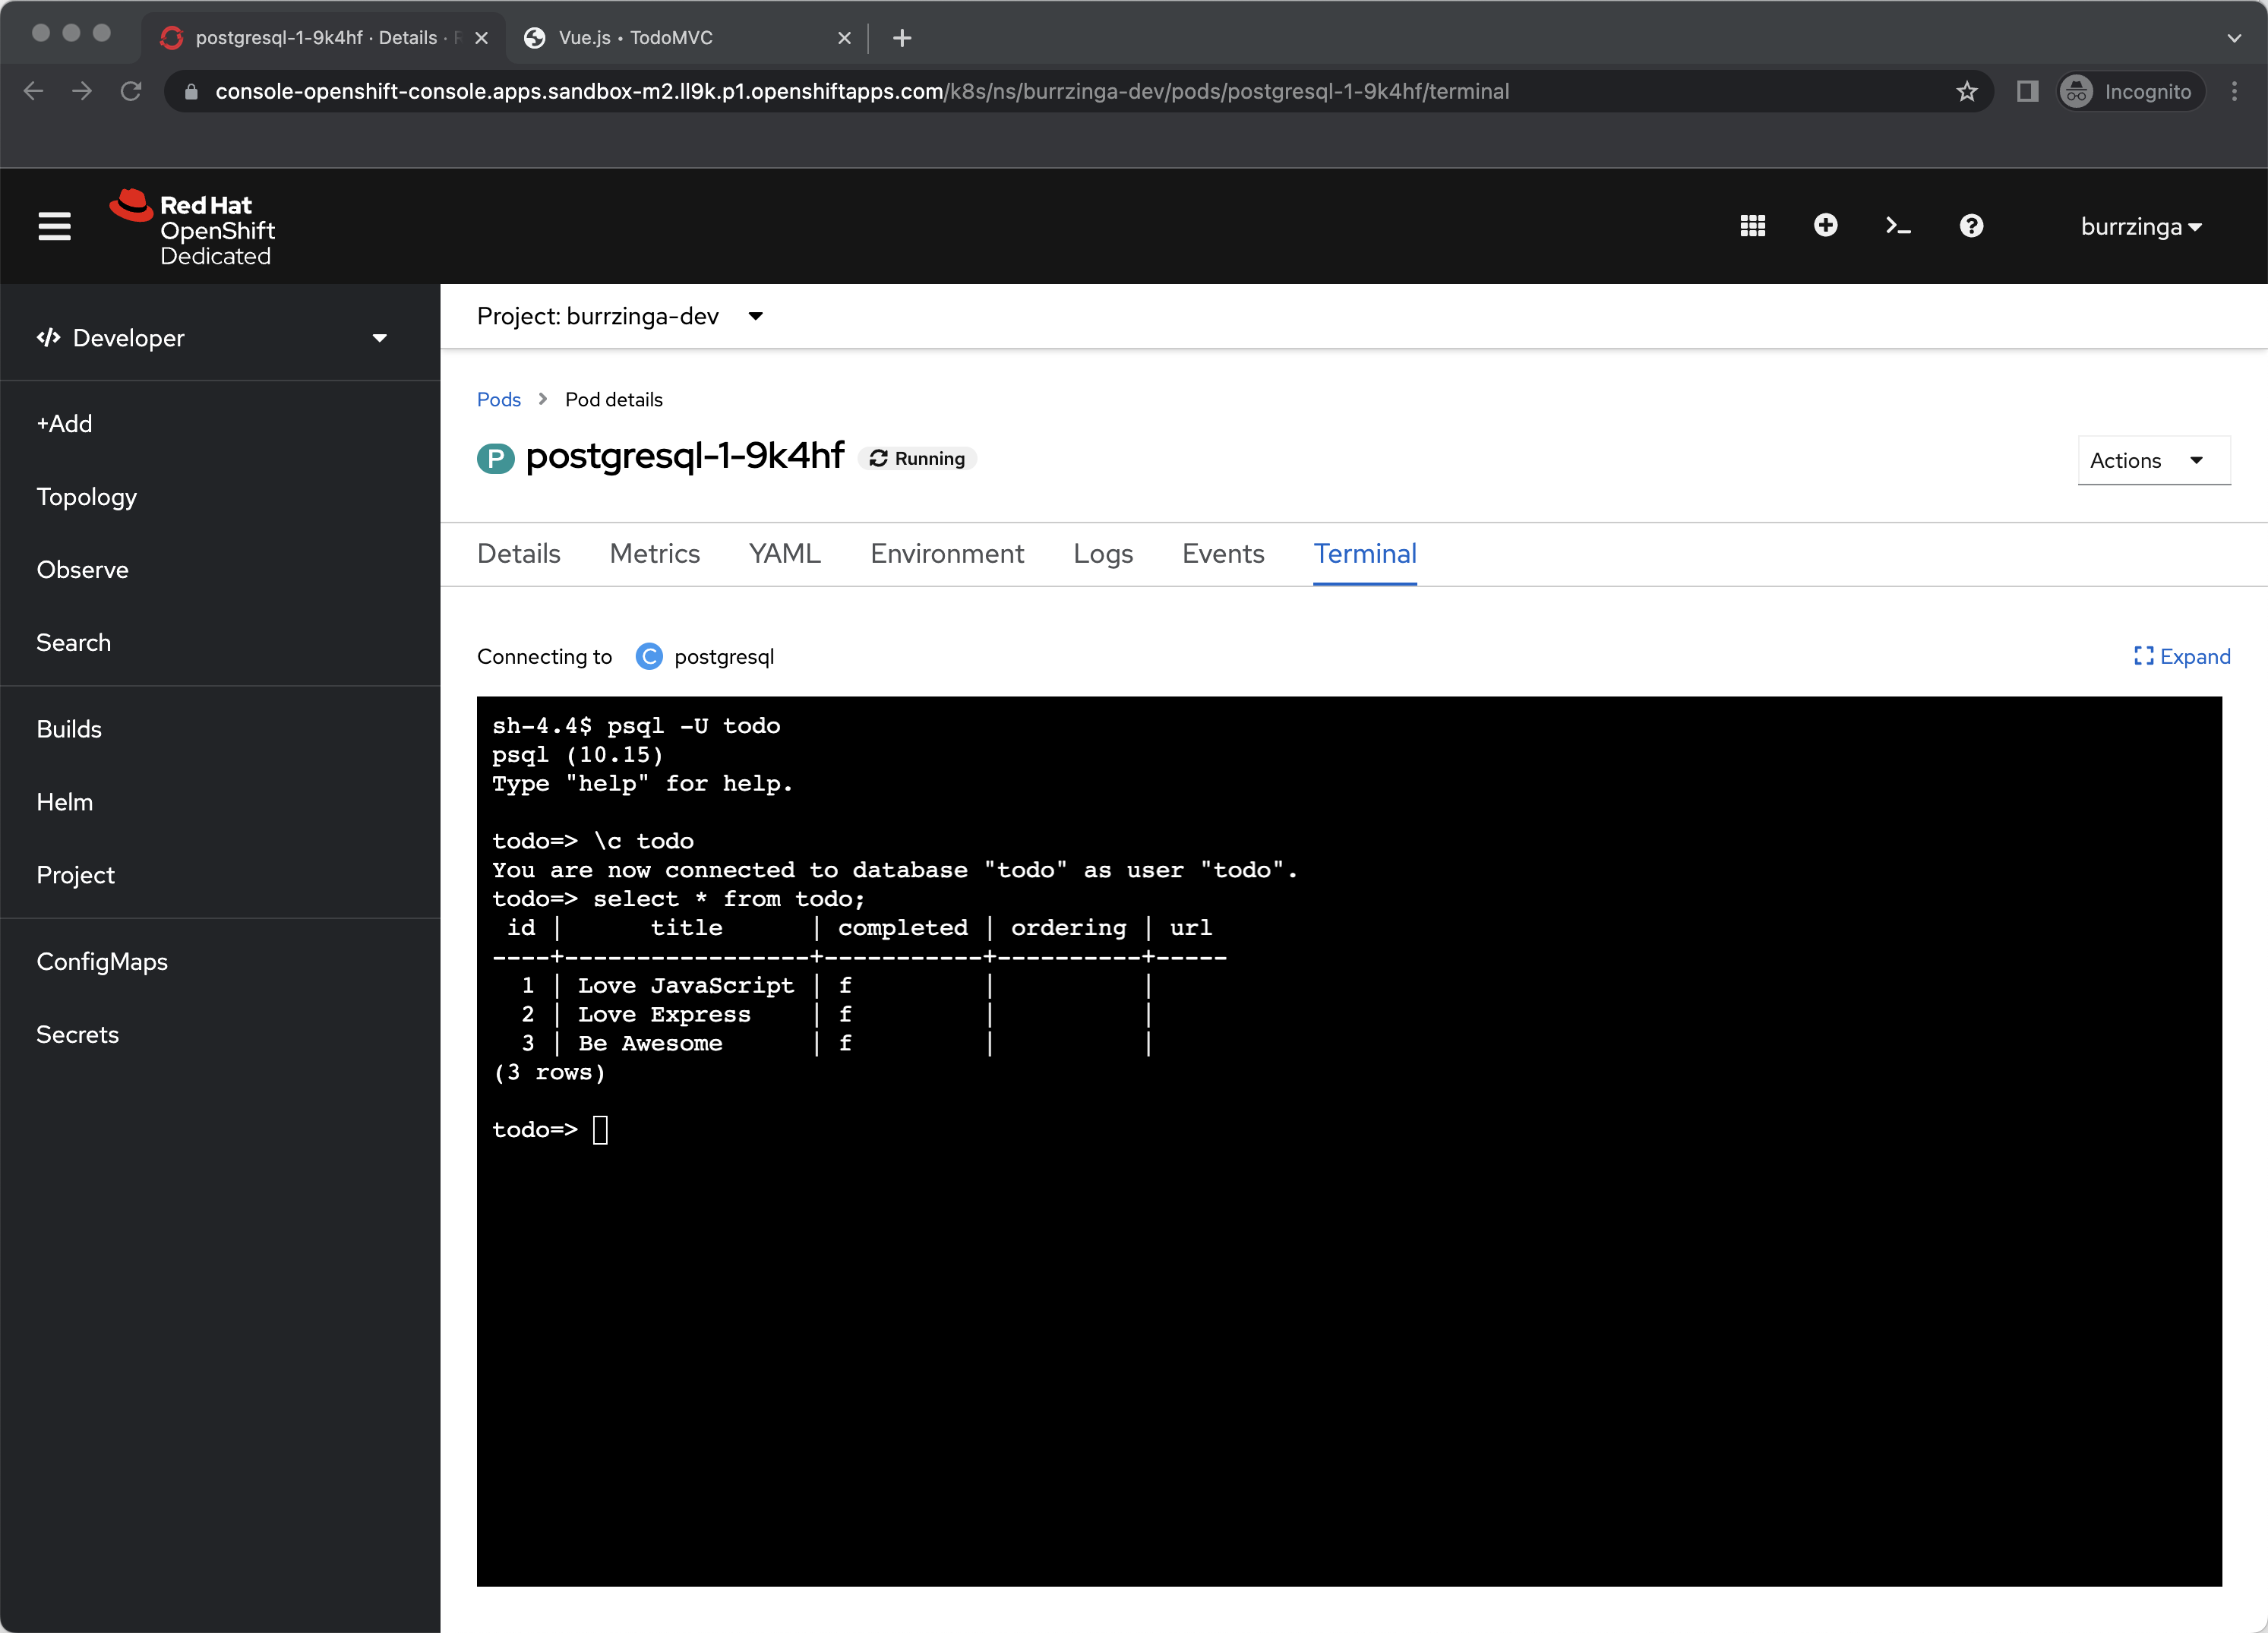 postgresql-1-9k4hf · Details ·
Vue.js • TodoMVC
console-openshift-console.apps.sandbox-m2.ll9k.p1.openshiftapps.com/k8s/ns/burrzinga-dev/pods/postgresql-1-9k4hf/terminal
Incognito
Red Hat
OpenShift
Dedicated
burrzinga
Developer
+Add
Topology
Observe
Search
Builds
Helm
Project
ConfigMaps
Secrets
Project: burrzinga-dev
Pods > Pod details
P postgresql-1-9k4hf Running
Actions
Details Metrics YAML Environment Logs Events Terminal
Connecting to C postgresql
Expand
sh-4.4$ psql -U todo
psql (10.15)
Type "help" for help.
todo=> \c todo
You are now connected to database "todo" as user "todo".
todo=> select * from todo;
 id |      title      | completed | ordering | url
----+-----------------+-----------+----------+-----
  1 | Love JavaScript | f         |          |
  2 | Love Express    | f         |          |
  3 | Be Awesome      | f         |          |
(3 rows)
todo=>